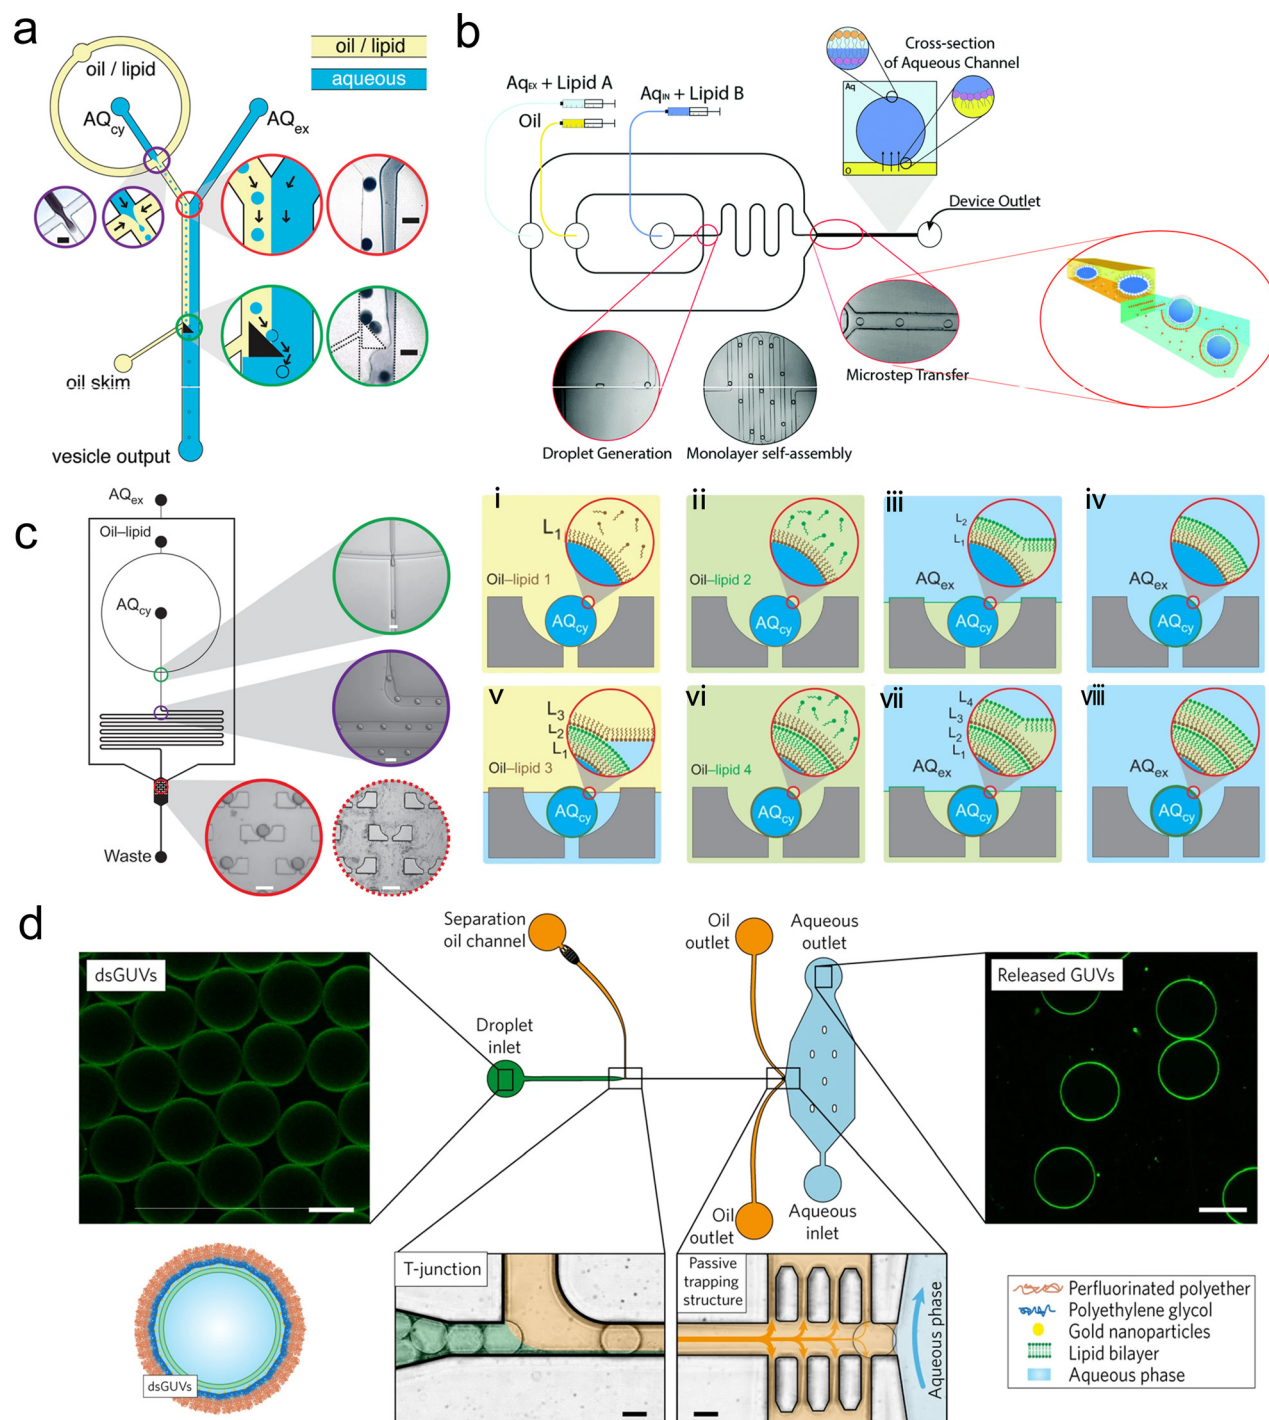 a
oil / lipid
aqueous
oil / lipid
AQcy
AQex
oil skim
vesicle output
b
AqEX + Lipid A
Oil
AqIN + Lipid B
Cross-section
of Aqueous Channel
Aq
O
Device Outlet
Microstep Transfer
Droplet Generation
Monolayer self-assembly
c
AQex
Oil–lipid
AQcy
Waste
i
L1
Oil–lipid 1
AQcy
ii
Oil–lipid 2
AQcy
iii
L2
L1
AQex
AQcy
iv
AQex
AQcy
v
L3
L2
L1
Oil–lipid 3
AQcy
vi
Oil–lipid 4
AQcy
vii
L4
L3
L2
L1
AQex
AQcy
viii
AQex
AQcy
d
dsGUVs
Separation
oil channel
Oil
outlet
Aqueous
outlet
Released GUVs
Droplet
inlet
Oil
outlet
Aqueous
inlet
T-junction
Passive
trapping
structure
Aqueous phase
dsGUVs
Perfluorinated polyether
Polyethylene glycol
Gold nanoparticles
Lipid bilayer
Aqueous phase